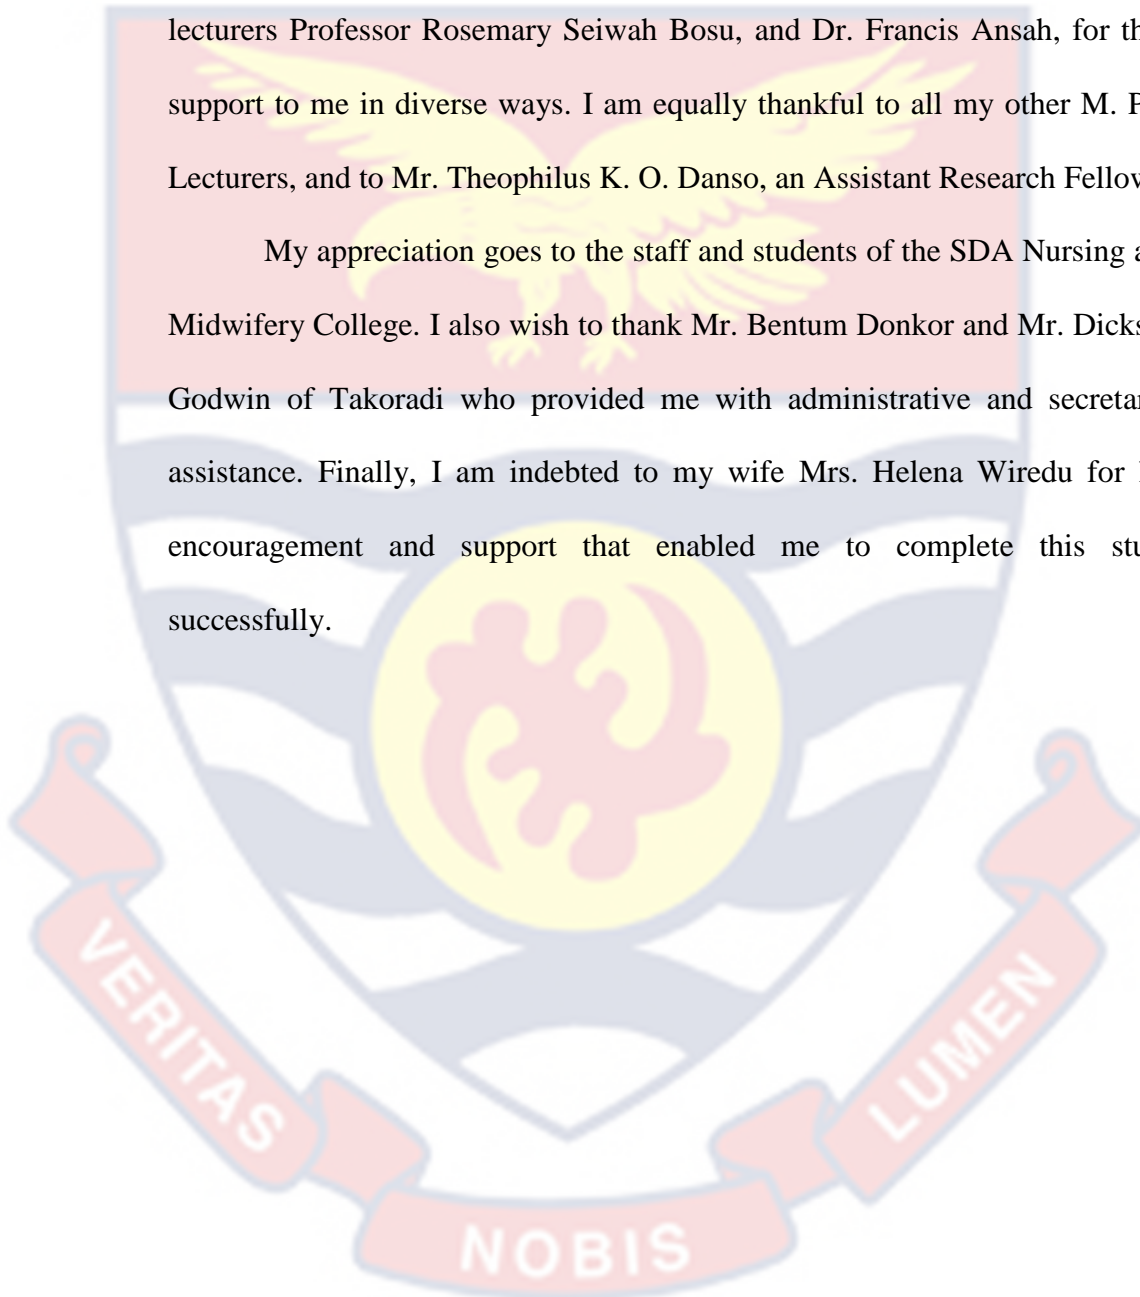 lecturers Professor Rosemary Seiwah Bosu, and Dr. Francis Ansah, for th
support to me in diverse ways. I am equally thankful to all my other M. P
Lecturers, and to Mr. Theophilus K. O. Danso, an Assistant Research Fellow
My appreciation goes to the staff and students of the SDA Nursing a
Midwifery College. I also wish to thank Mr. Bentum Donkor and Mr. Dicks
Godwin of Takoradi who provided me with administrative and secretar
assistance. Finally, I am indebted to my wife Mrs. Helena Wiredu for
encouragement and support that enabled me to complete this stu
successfully.
VERITAS
NOBIS
LUMEN